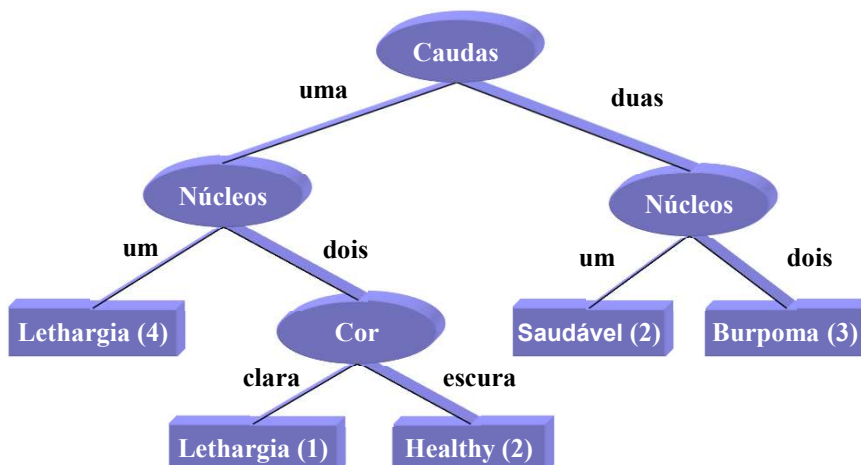 Caudas
uma
duas
Núcleos
Núcleos
um
dois
um
dois
Lethargia (4)
Cor
Saudável (2)
Burpoma (3)
clara
escura
Lethargia (1)
Healthy (2)